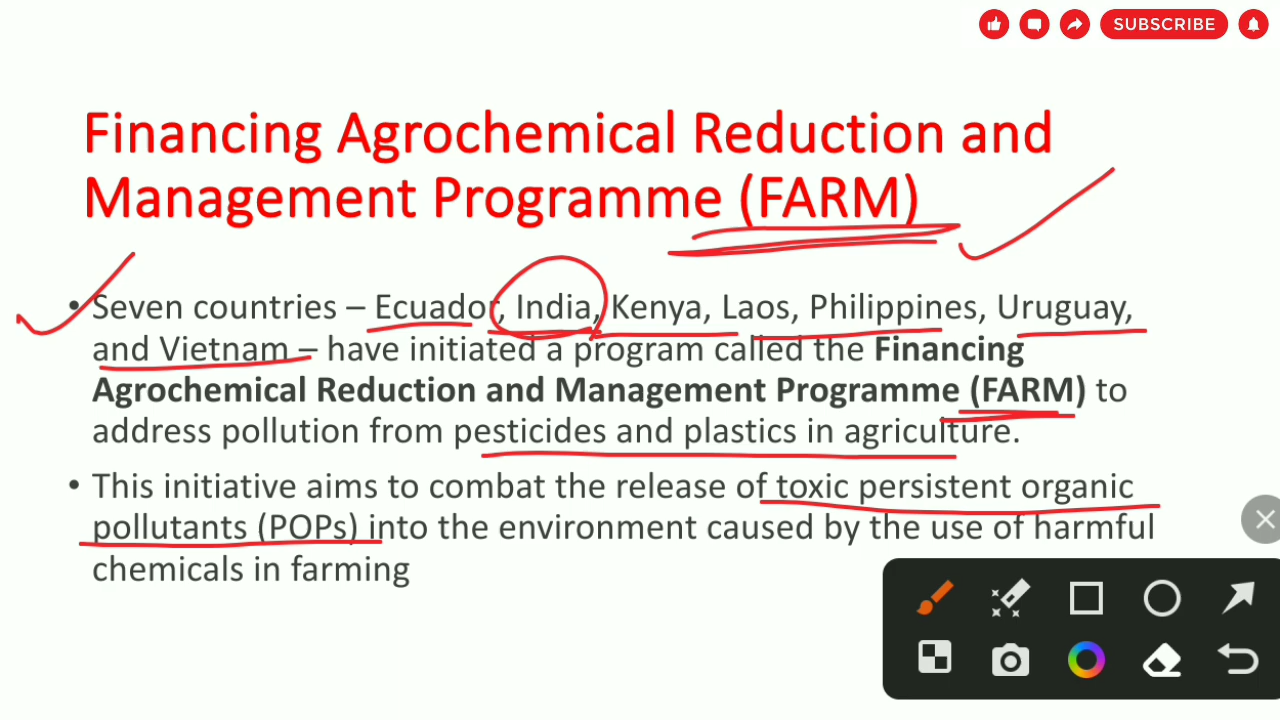 SUBSCRIBE
Financing Agrochemical Reduction and
Management Programme (FARM)
• Seven countries – Ecuador, India, Kenya, Laos, Philippines, Uruguay,
and Vietnam – have initiated a program called the Financing
Agrochemical Reduction and Management Programme (FARM) to
address pollution from pesticides and plastics in agriculture.
• This initiative aims to combat the release of toxic persistent organic
pollutants (POPs) into the environment caused by the use of harmful
chemicals in farming